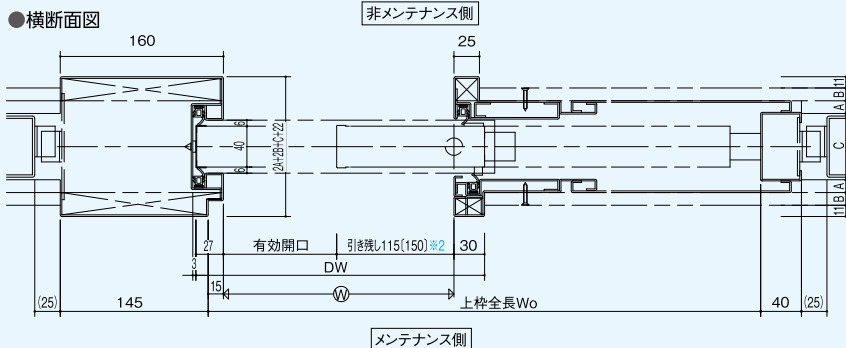 ●横断面図
非メンテナンス側
160
25
11
B
A
C
A
B
11
6
40
6
2A+2B+C+22
27
有効開口
引き残し115〔150〕※2
30
3
DW
15
W
(25)
145
上枠全長Wo
40
(25)
メンテナンス側